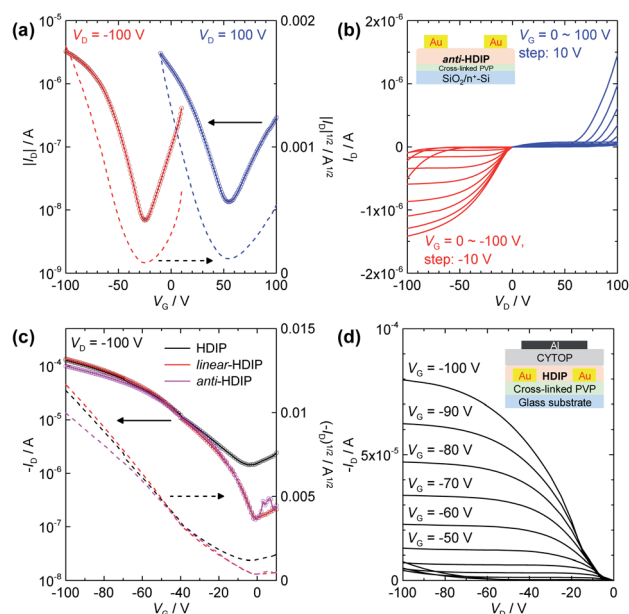 (a)
V_D = -100 V
V_D = 100 V
10^-5
10^-6
10^-7
10^-8
10^-9
|I_D| / A
0.002
0.001
0
|I_D|^1/2 / A^1/2
-100
-50
0
50
100
V_G / V
(b)
2x10^-6
1x10^-6
0
-1x10^-6
-2x10^-6
I_D / A
Au
Au
anti-HDIP
Cross-linked PVP
SiO2/n+-Si
V_G = 0 ~ 100 V
step: 10 V
V_G = 0 ~ -100 V,
step: -10 V
-100
-50
0
50
100
V_D / V
(c)
V_D = -100 V
HDIP
linear-HDIP
anti-HDIP
10^-3
10^-4
10^-5
10^-6
10^-7
10^-8
-I_D / A
0.015
0.010
0.005
0
(-I_D)^1/2 / A^1/2
-100
-80
-60
-40
-20
0
V_G / V
(d)
10^-4
5x10^-5
0
-I_D / A
Al
CYTOP
Au
HDIP
Au
Cross-linked PVP
Glass substrate
V_G = -100 V
-90 V
V_G = -80 V
V_G = -70 V
V_G = -60 V
V_G = -50 V
-100
-80
-60
-40
-20
0
V_D / V